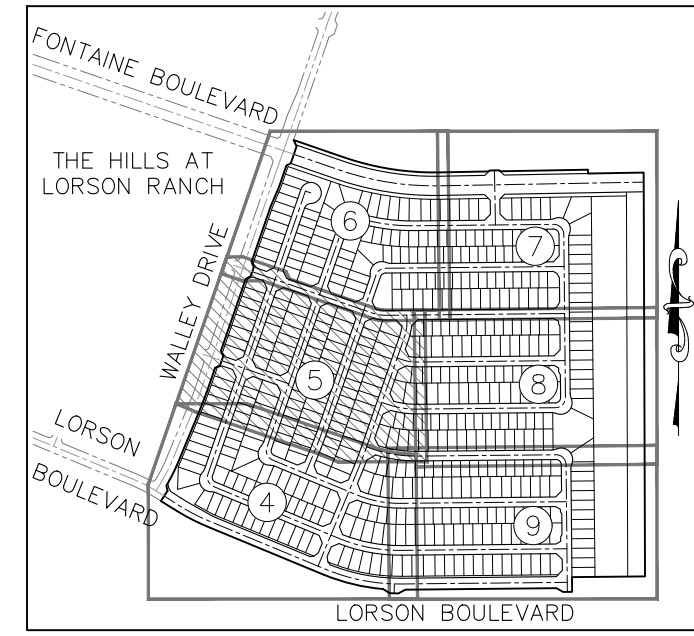 FONTAINE BOULEVARD
THE HILLS AT
LORSON RANCH
WALLEY DRIVE
6
7
5
8
LORSON
BOULEVARD
4
9
LORSON BOULEVARD